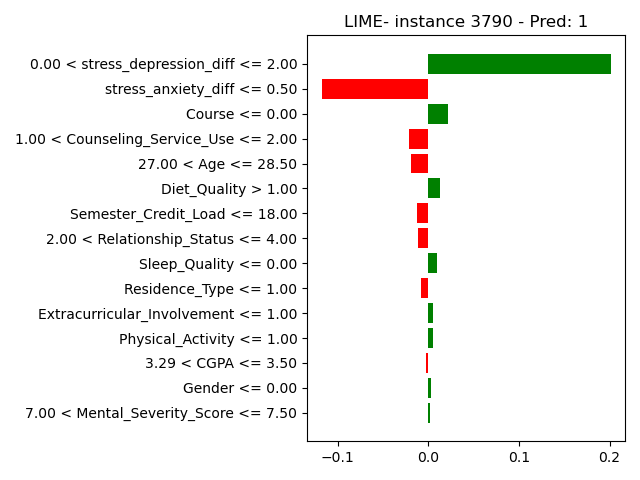 LIME- instance 3790 - Pred: 1
0.00 < stress_depression_diff <= 2.00
stress_anxiety_diff <= 0.50
Course <= 0.00
1.00 < Counseling_Service_Use <= 2.00
27.00 < Age <= 28.50
Diet_Quality > 1.00
Semester_Credit_Load <= 18.00
2.00 < Relationship_Status <= 4.00
Sleep_Quality <= 0.00
Residence_Type <= 1.00
Extracurricular_Involvement <= 1.00
Physical_Activity <= 1.00
3.29 < CGPA <= 3.50
Gender <= 0.00
7.00 < Mental_Severity_Score <= 7.50
−0.1 0.0 0.1 0.2